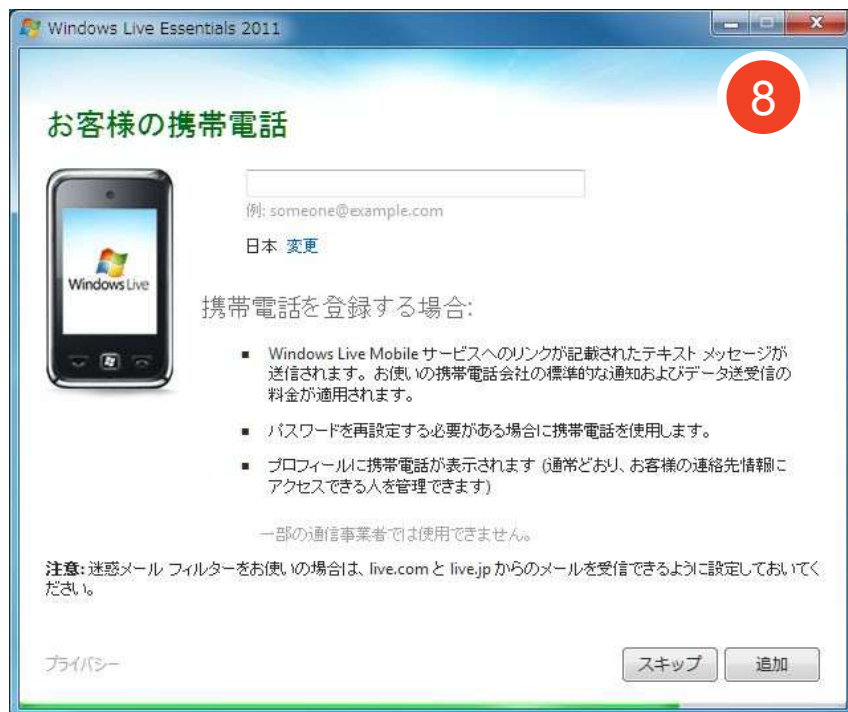 Windows Live Essentials 2011
8
お客様の携帯電話
例: someone@example.com
日本 変更
Windows Live
携帯電話を登録する場合:
■ Windows Live Mobile サービスへのリンクが記載されたテキスト メッセージが
送信されます。お使いの携帯電話会社の標準的な通知およびデータ送受信の
料金が適用されます。
■ パスワードを再設定する必要がある場合に携帯電話を使用します。
■ プロフィールに携帯電話が表示されます (通常どおり、お客様の連絡先情報に
アクセスできる人を管理できます)
一部の通信事業者では使用できません。
注意: 迷惑メール フィルターをお使いの場合は、live.com と live.jp からのメールを受信できるように設定しておいてく
ださい。
プライバシー
スキップ
追加